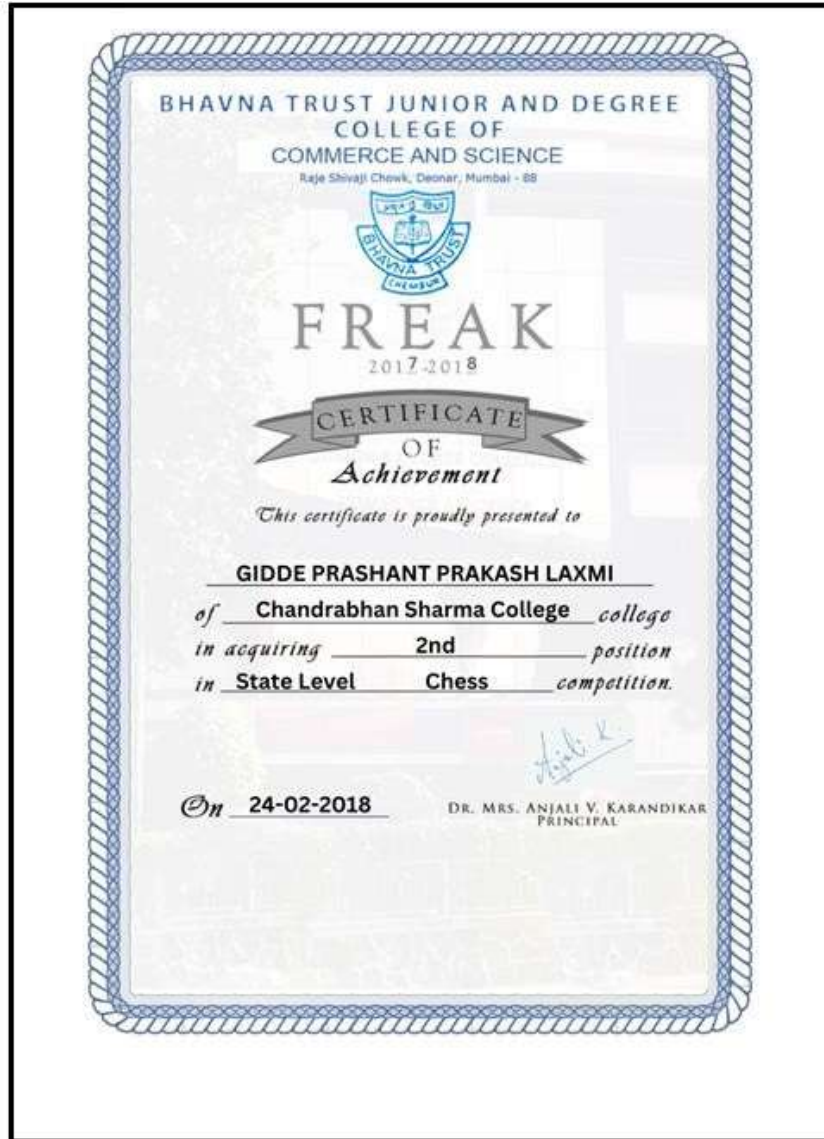 BHAVNA TRUST JUNIOR AND DEGREE
COLLEGE OF
COMMERCE AND SCIENCE
Raje Shivaji Chowk, Deonar, Mumbai - 88
BHAVNA TRUST
CHEMBUR
FREAK
2017-2018
CERTIFICATE
OF
Achievement
This certificate is proudly presented to
GIDDE PRASHANT PRAKASH LAXMI
of Chandrabhan Sharma College college
in acquiring 2nd position
in State Level Chess competition.
Anjali. K.
On 24-02-2018
DR. MRS. ANJALI V. KARANDIKAR
PRINCIPAL